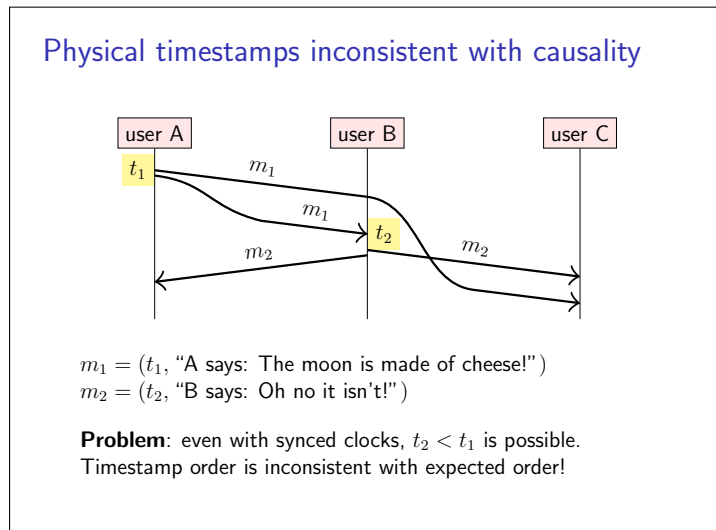 Physical timestamps inconsistent with causality
user A user B user C
t₁
m₁
m₁
t₂
m₂
m₂
m₁ = (t₁, “A says: The moon is made of cheese!”)
m₂ = (t₂, “B says: Oh no it isn’t!”)
Problem: even with synced clocks, t₂ < t₁ is possible.
Timestamp order is inconsistent with expected order!